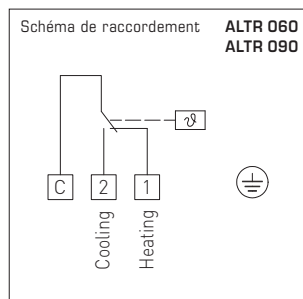 Schéma de raccordement ALTR 060
ALTR 090
ϑ
C 2 1
Cooling
Heating